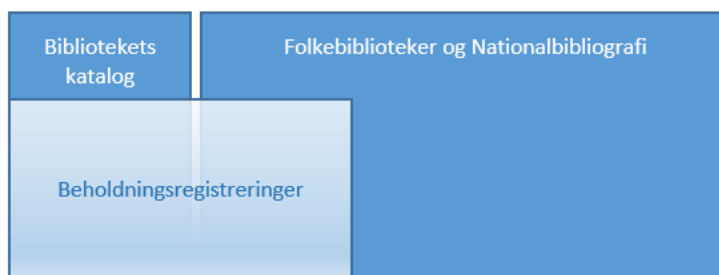 Bibliotekets
katalog
Folkebiblioteker og Nationalbibliografi
Beholdningsregistreringer